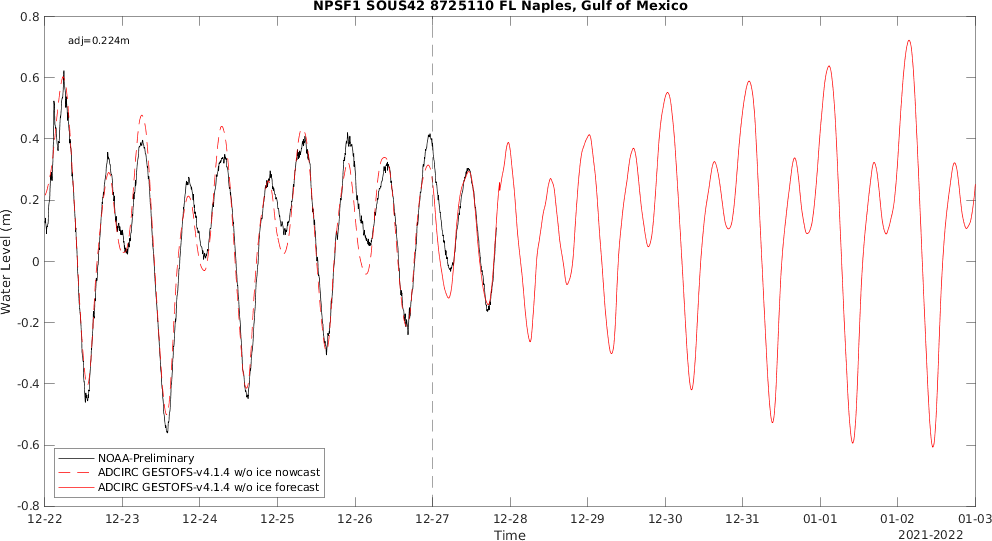 NPSF1 SOUS42 8725110 FL Naples, Gulf of Mexico
adj=0.224m
0.8
0.6
0.4
0.2
0
-0.2
-0.4
-0.6
-0.8
Water Level (m)
NOAA-Preliminary
ADCIRC GESTOFS-v4.1.4 w/o ice nowcast
ADCIRC GESTOFS-v4.1.4 w/o ice forecast
12-22 12-23 12-24 12-25 12-26 12-27 12-28 12-29 12-30 12-31 01-01 01-02 01-03
Time
2021-2022